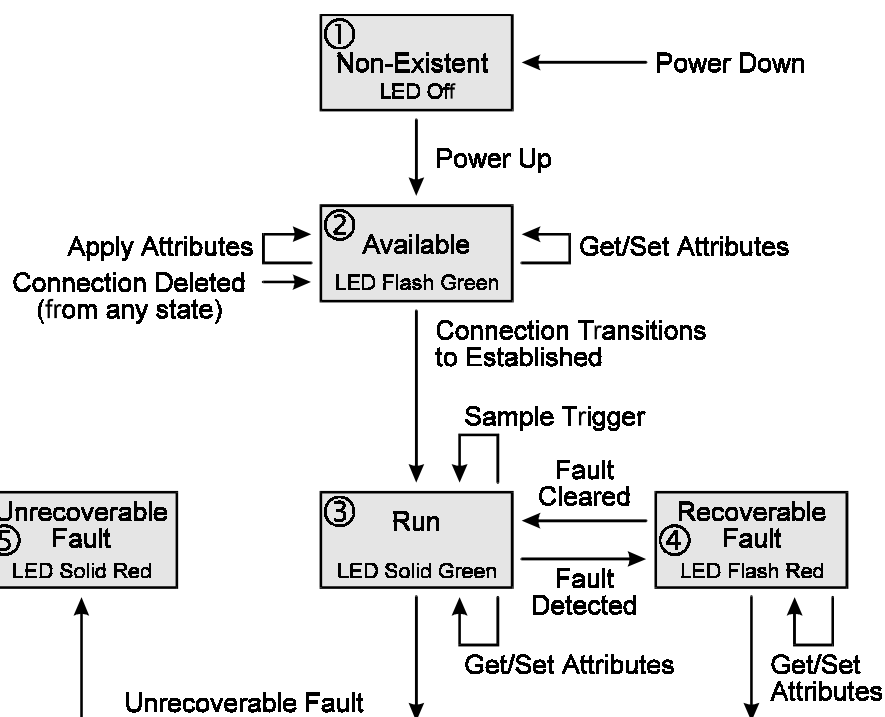 ①
Non-Existent
LED Off
Power Down
Power Up
②
Available
LED Flash Green
Apply Attributes
Get/Set Attributes
Connection Deleted
(from any state)
Connection Transitions
to Established
Sample Trigger
Fault
Cleared
Unrecoverable
Fault
⑤
LED Solid Red
③
Run
LED Solid Green
Recoverable
Fault
④
LED Flash Red
Fault
Detected
Get/Set Attributes
Get/Set
Attributes
Unrecoverable Fault